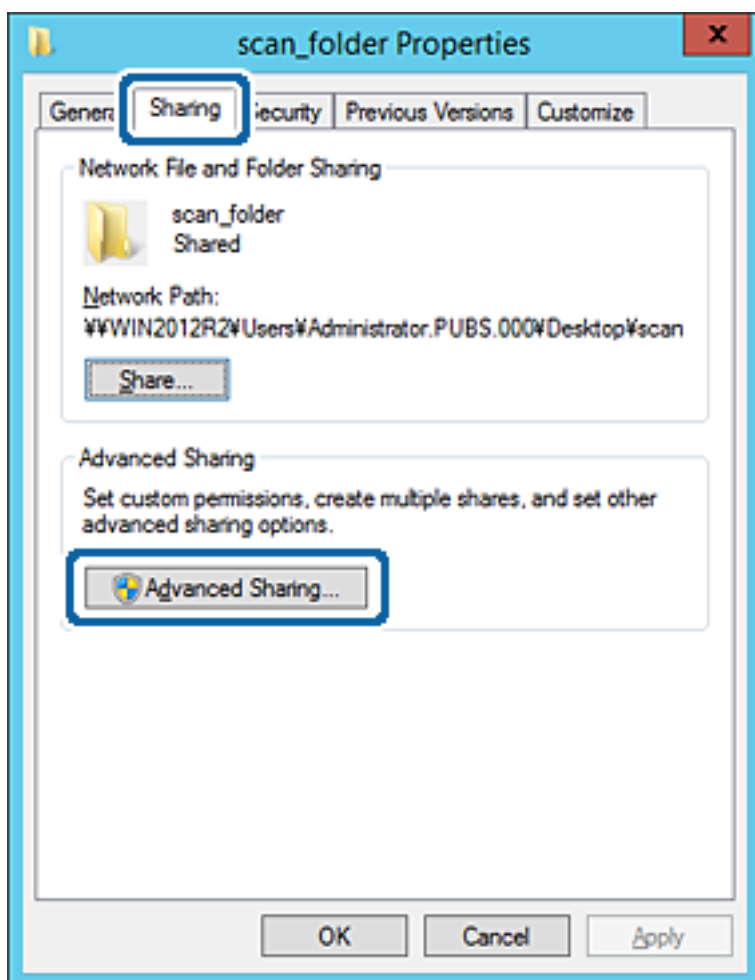 scan_folder Properties
x
General Sharing Security Previous Versions Customize
Network File and Folder Sharing
scan_folder
Shared
Network Path:
¥¥WIN2012R2¥Users¥Administrator.PUBS.000¥Desktop¥scan
Share...
Advanced Sharing
Set custom permissions, create multiple shares, and set other
advanced sharing options.
Advanced Sharing...
OK Cancel Apply